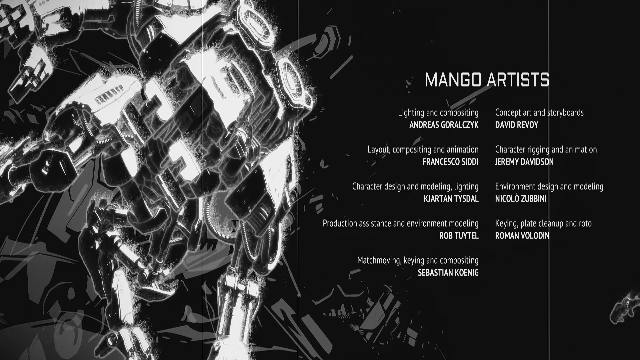 MANGO ARTISTS
Lighting and compositing
ANDREAS GORALCZYK
Concept art and storyboards
DAVID REVOY
Layout, compositing and animation
FRANCESCO SIDDI
Character rigging and animation
JEREMY DAVIDSON
Character design and modeling, lighting
KJARTAN TYSDAL
Environment design and modeling
NICOLÒ ZUBBINI
Production assistance and environment modeling
ROB TUYTEL
Keying, plate cleanup and roto
ROMAN VOLODIN
Matchmoving, keying and compositing
SEBASTIAN KOENIG